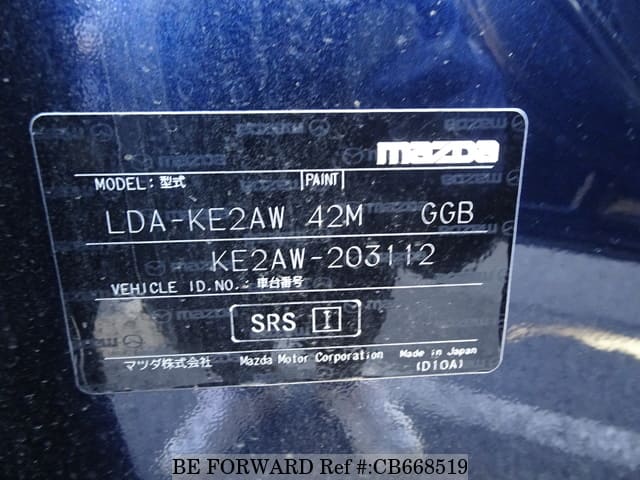 mazda
MODEL: 型式 PAINT
LDA-KE2AW 42M GGB
KE2AW-203112
VEHICLE ID.NO.: 車台番号
SRS I
マツダ株式会社 Mazda Motor Corporation Made in Japan
(D10A)
BE FORWARD Ref #:CB668519